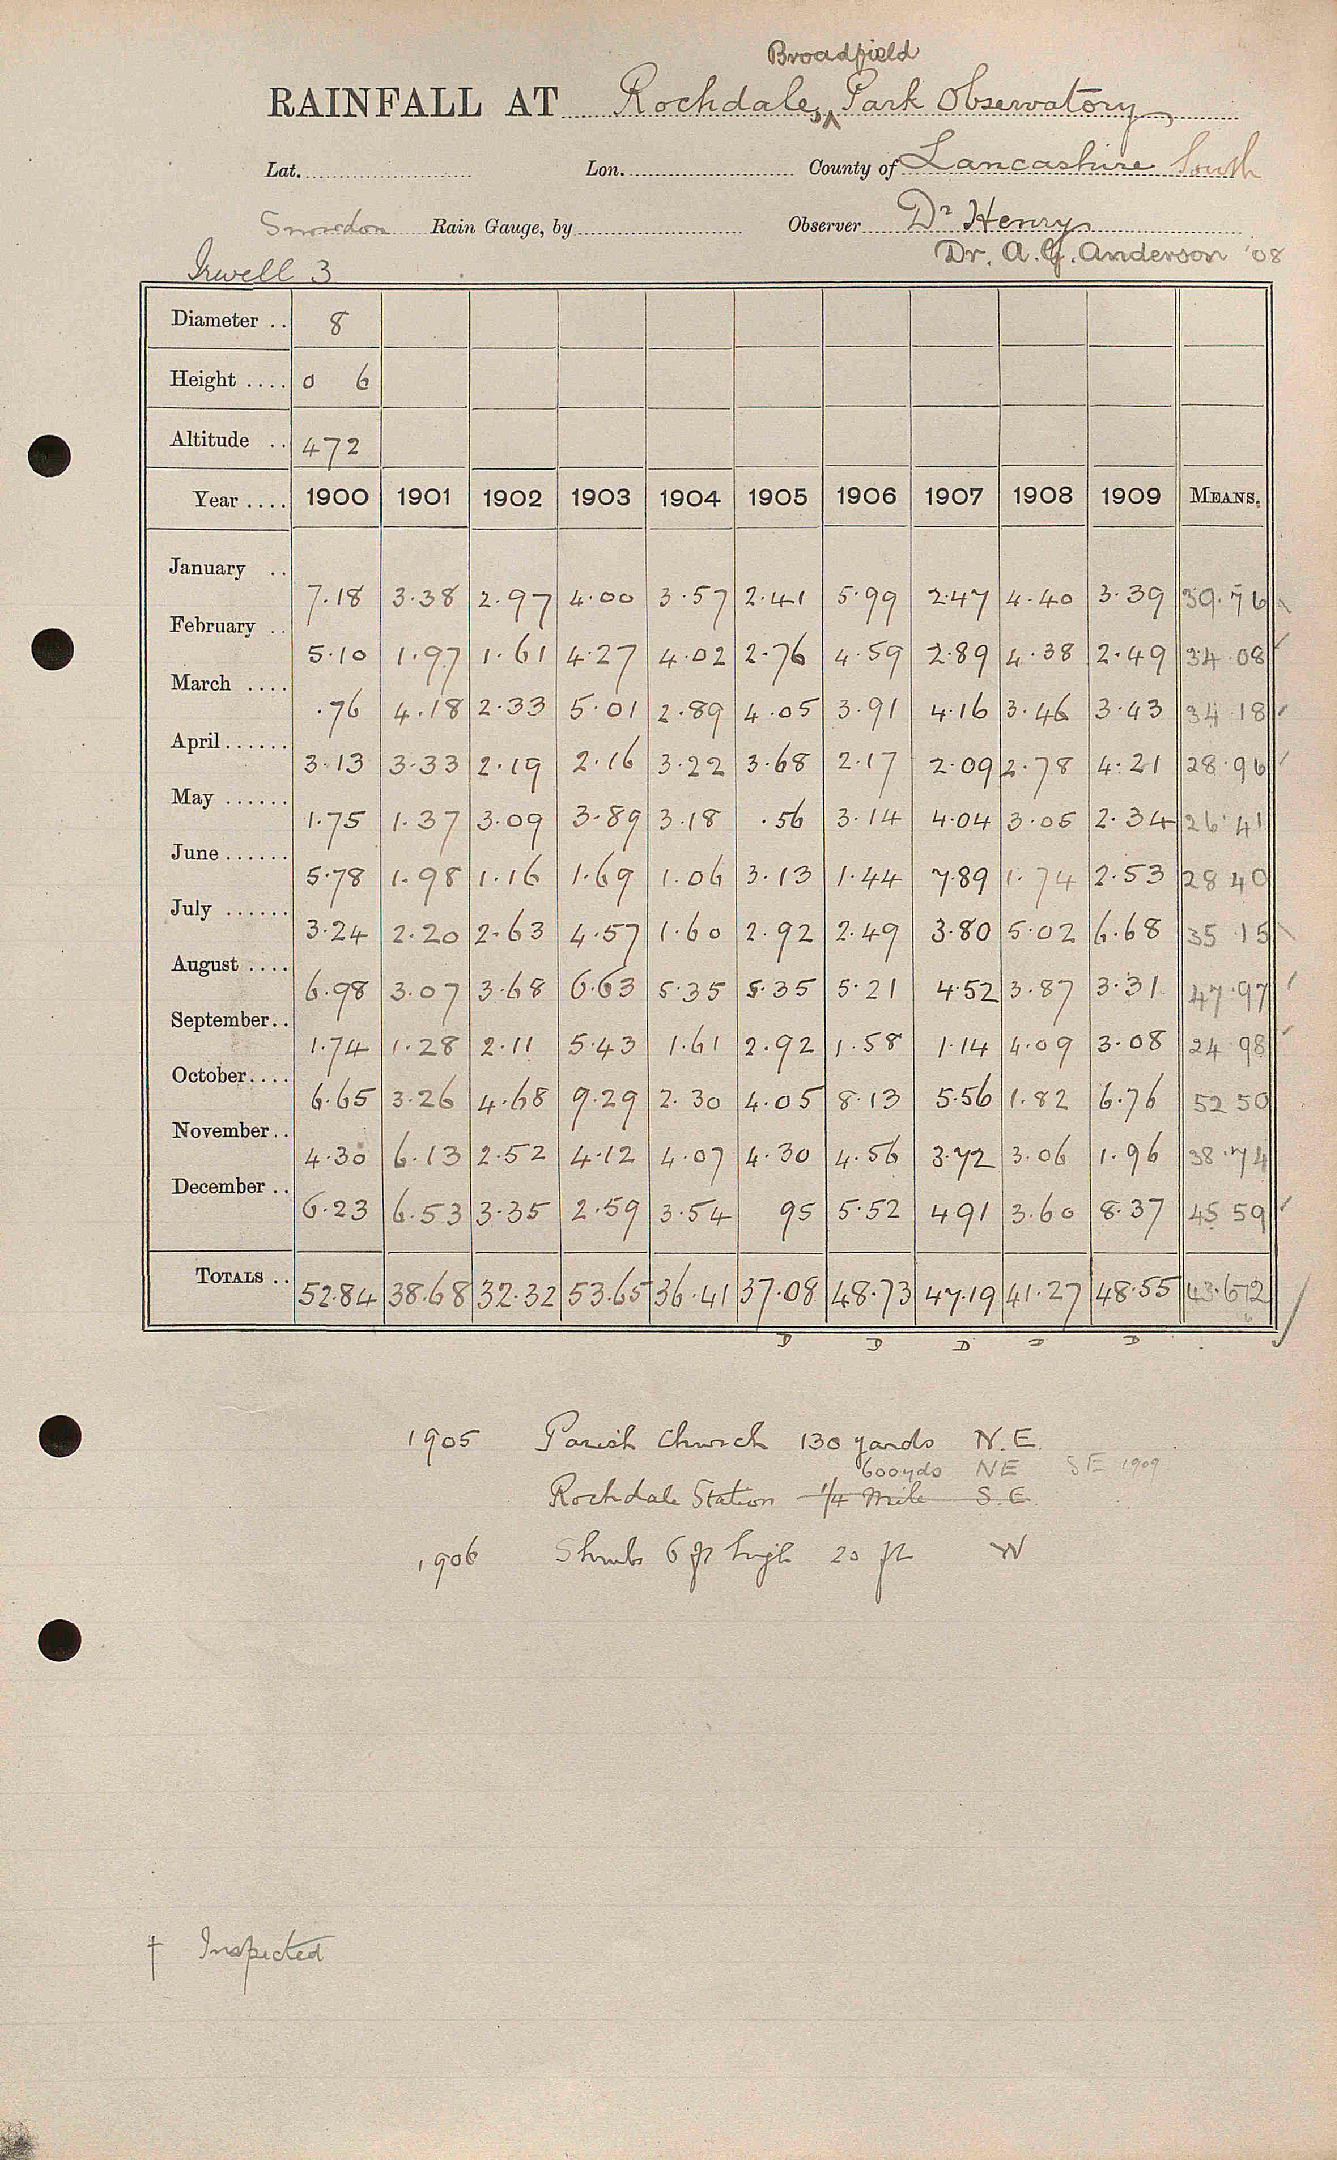 Broadfield
RAINFALL AT Rochdale, ^ Park Observatory
Lat. Lon. County of Lancashire South
Snowdon Rain Gauge, by Observer Dr Henry
Dr. A. G. Anderson '08
Irwell 3
Diameter .. 8
Height .... 0 6
Altitude .. 472
Year .... 1900 1901 1902 1903 1904 1905 1906 1907 1908 1909 MEANS.
January .. 7.18 3.38 2.97 4.00 3.57 2.41 5.99 2.47 4.40 3.39 39.76
February .. 5.10 1.97 1.61 4.27 4.02 2.76 4.59 2.89 4.38 2.49 34 08
March .... .76 4.18 2.33 5.01 2.89 4.05 3.91 4.16 3.46 3.43 34 18
April ...... 3.13 3.33 2.19 2.16 3.22 3.68 2.17 2.09 2.78 4.21 28.96
May ...... 1.75 1.37 3.09 3.89 3.18 .56 3.14 4.04 3.05 2.34 26.41
June ...... 5.78 1.98 1.16 1.69 1.06 3.13 1.44 7.89 1.74 2.53 28 40
July ...... 3.24 2.20 2.63 4.57 1.60 2.92 2.49 3.80 5.02 6.68 35 15
August .... 6.98 3.07 3.68 6.63 5.35 5.35 5.21 4.52 3.87 3.31 47.97
September.. 1.74 1.28 2.11 5.43 1.61 2.92 1.58 1.14 4.09 3.08 24 98
October.... 6.65 3.26 4.68 9.29 2.30 4.05 8.13 5.56 1.82 6.76 52 50
November.. 4.30 6.13 2.52 4.12 4.07 4.30 4.56 3.72 3.06 1.96 38.74
December .. 6.23 6.53 3.35 2.59 3.54 95 5.52 4.91 3.60 8.37 45 59
TOTALS .. 52.84 38.68 32.32 53.65 36.41 37.08 48.73 47.19 41.27 48.55 43.672
D D D D D
1905 Parish Church 130 yards N.E.
600yds NE SE 1909
Rochdale Station 1/4 Mile S.E.
1906 Shrubs 6 ft high 20 ft W
† Inspected